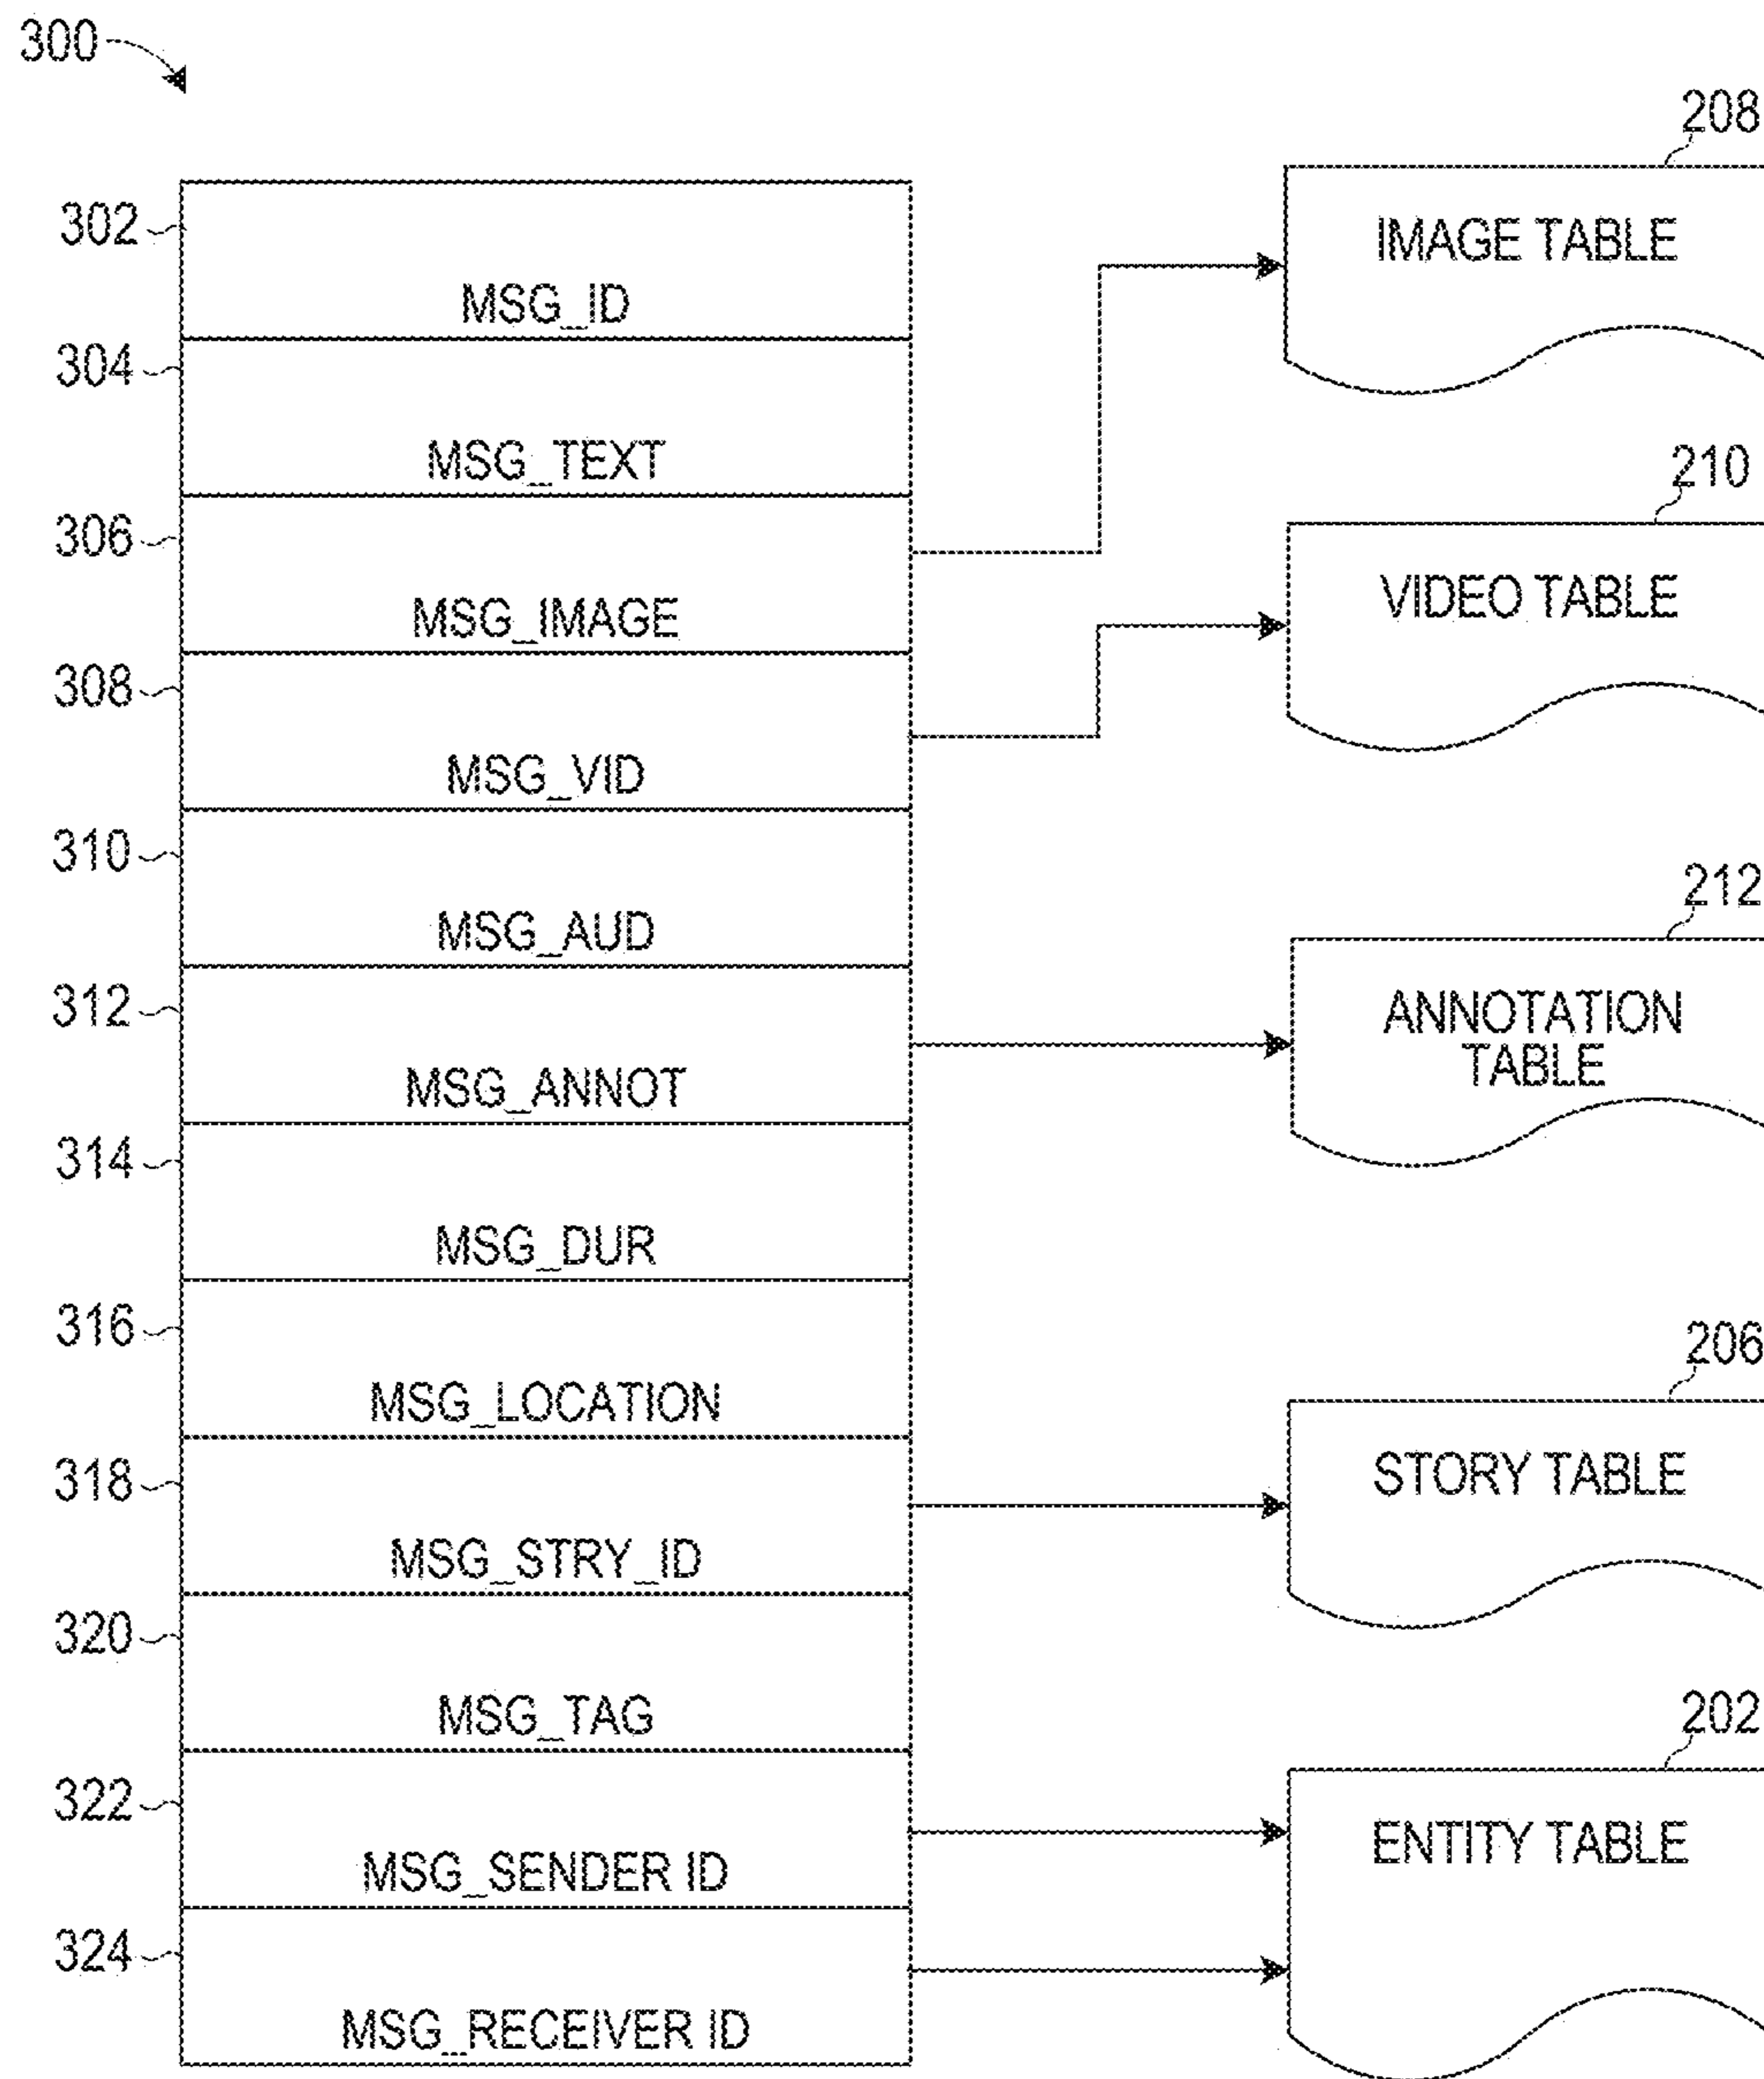 300
208
302
IMAGE TABLE
MSG_ID
304
MSG_TEXT
210
306
VIDEO TABLE
MSG_IMAGE
308
MSG_VID
310
212
MSG_AUD
312
ANNOTATION
TABLE
MSG_ANNOT
314
MSG_DUR
316
206
MSG_LOCATION
318
STORY TABLE
MSG_STRY_ID
320
202
MSG_TAG
322
ENTITY TABLE
MSG_SENDER ID
324
MSG_RECEIVER ID